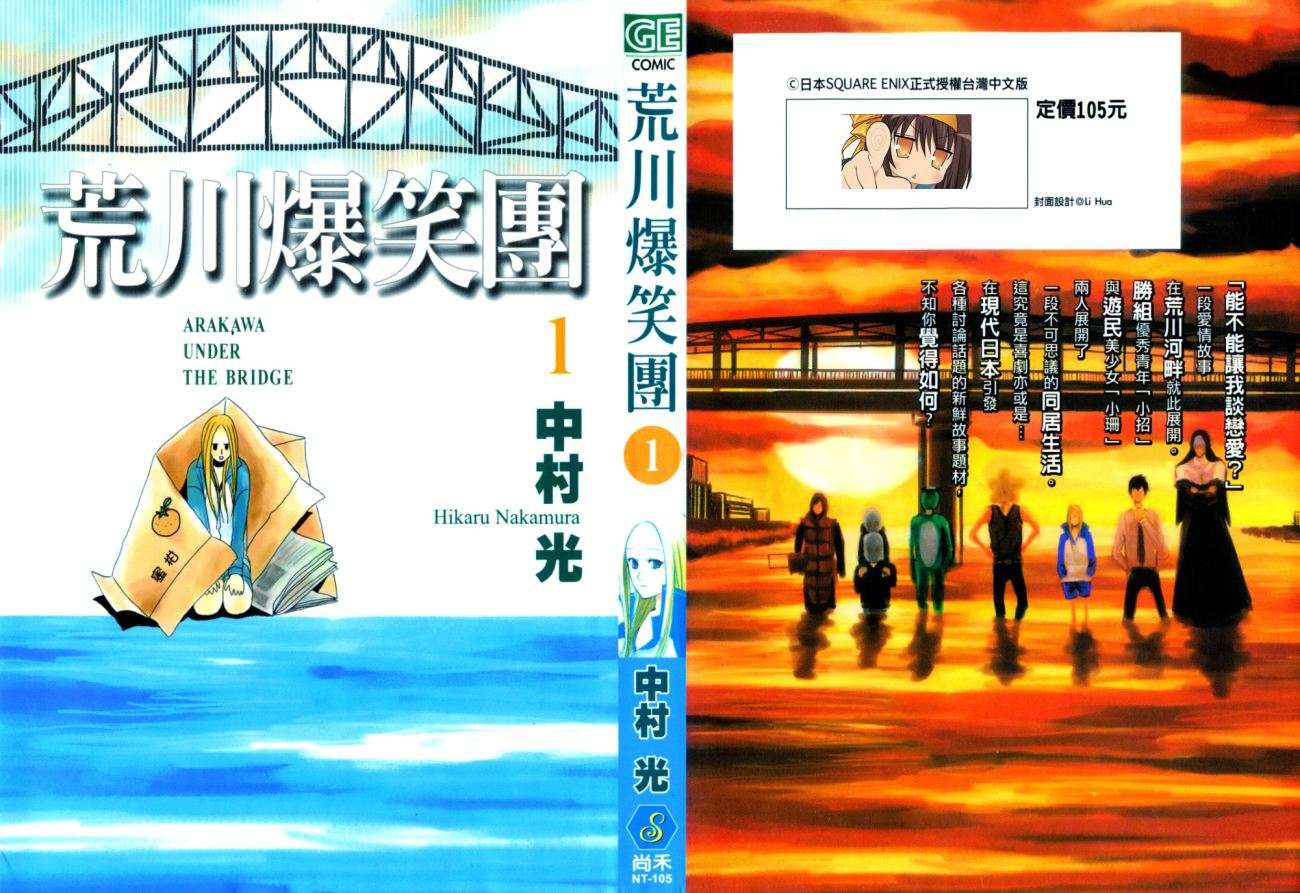 荒川爆笑團
ARAKAWA
UNDER
THE BRIDGE
1
中村光
Hikaru Nakamura
蜜柑
GE
COMIC
荒川爆笑團
1
中村 光
S
尚禾
NT-105
©日本SQUARE ENIX正式授權台灣中文版
定價105元
封面設計◎Li Hua
「能不能讓我談戀愛？」
一段愛情故事
在荒川河畔就此展開。
勝組優秀青年「小招」
與遊民美少女「小珊」
兩人展開了
一段不可思議的同居生活。
這究竟是喜劇亦或是…
在現代日本引發
各種討論話題的新鮮故事題材，
不知你覺得如何？